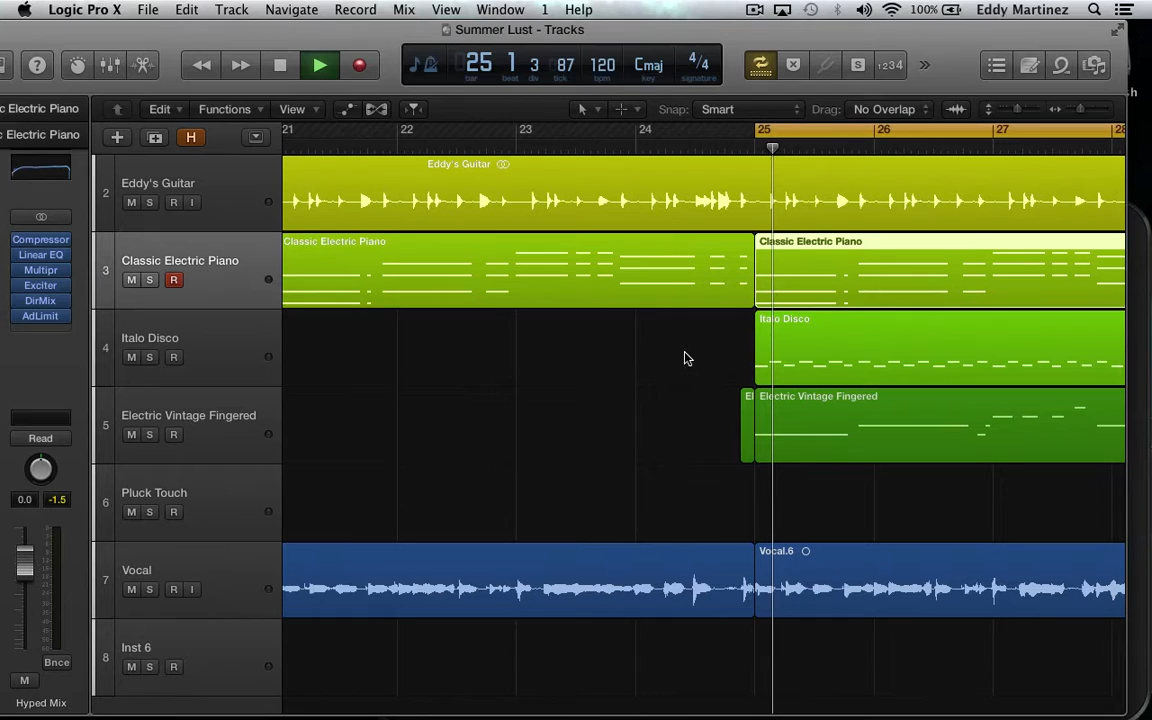 Logic Pro X File Edit Track Navigate Record Mix View Window 1 Help 100% Eddy Martinez
Summer Lust - Tracks
25 1 3 87 120 Cmaj 4/4
bar beat div tick bpm key signature
S 1234
c Electric Piano Edit Functions View Snap: Smart Drag: No Overlap
Electric Piano H 21 22 23 24 25 26 27 28
2 Eddy's Guitar M S R I Eddy's Guitar
Compressor
Linear EQ
Multipr
Exciter
DirMix
AdLimit
3 Classic Electric Piano M S R Classic Electric Piano Classic Electric Piano
4 Italo Disco M S R Italo Disco
5 Electric Vintage Fingered M S R El Electric Vintage Fingered
Read
0.0 -1.5
6 Pluck Touch M S R
7 Vocal M S R I Vocal.6
8 Inst 6 M S R
Bnce
M
Hyped Mix